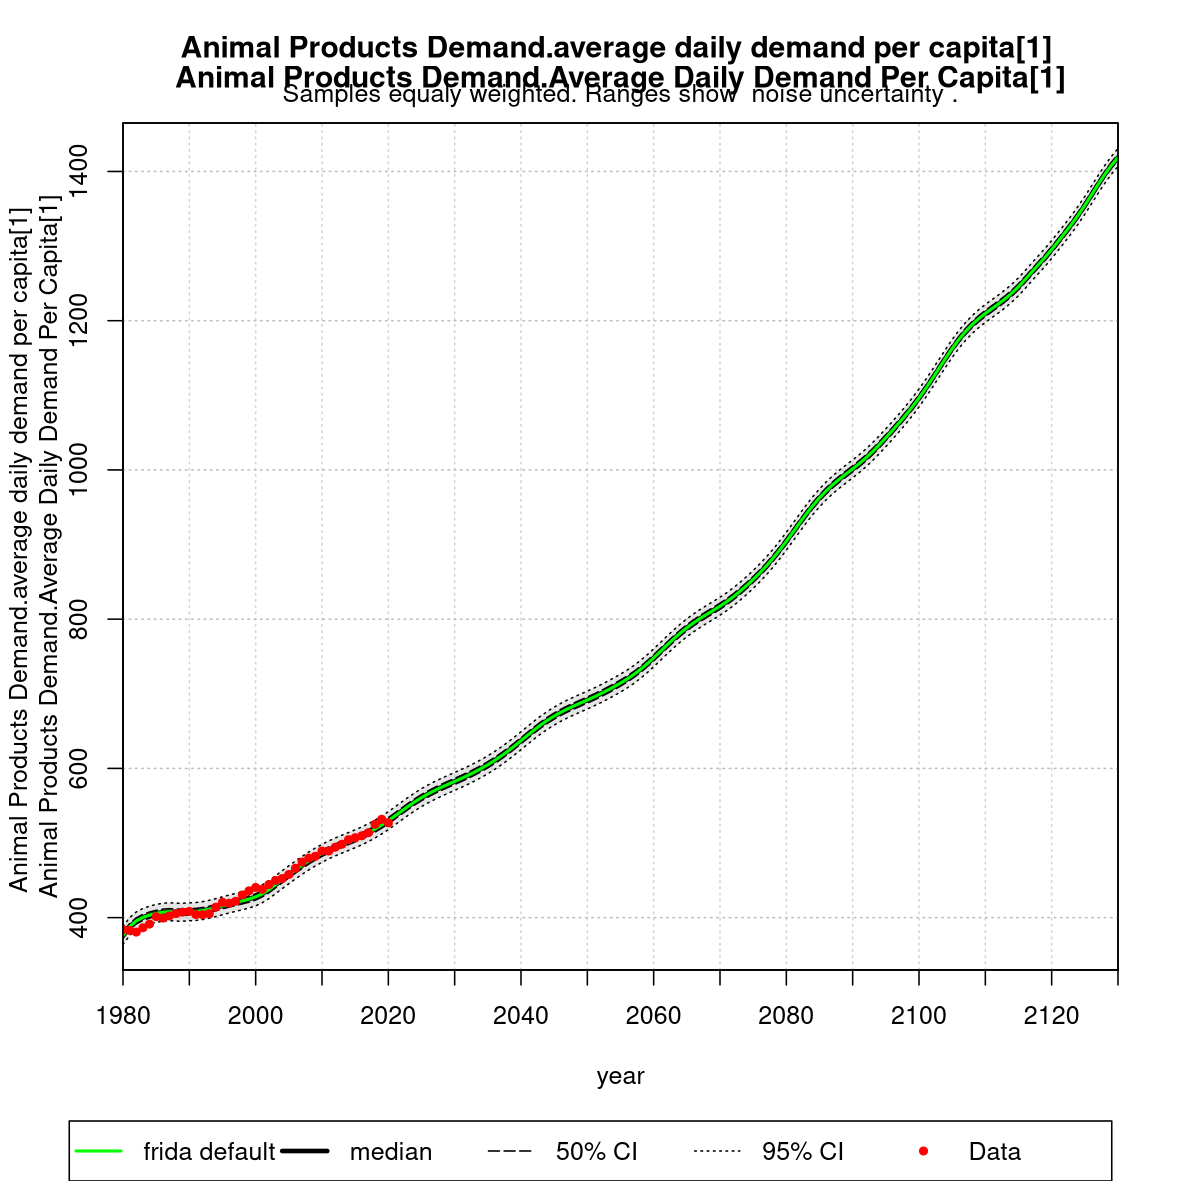 Animal Products Demand.average daily demand per capita[1]
Animal Products Demand.Average Daily Demand Per Capita[1]
Samples equaly weighted. Ranges show  noise uncertainty .
Animal Products Demand.average daily demand per capita[1]
Animal Products Demand.Average Daily Demand Per Capita[1]
1400
1200
1000
800
600
400
1980 2000 2020 2040 2060 2080 2100 2120
year
frida default median 50% CI 95% CI Data